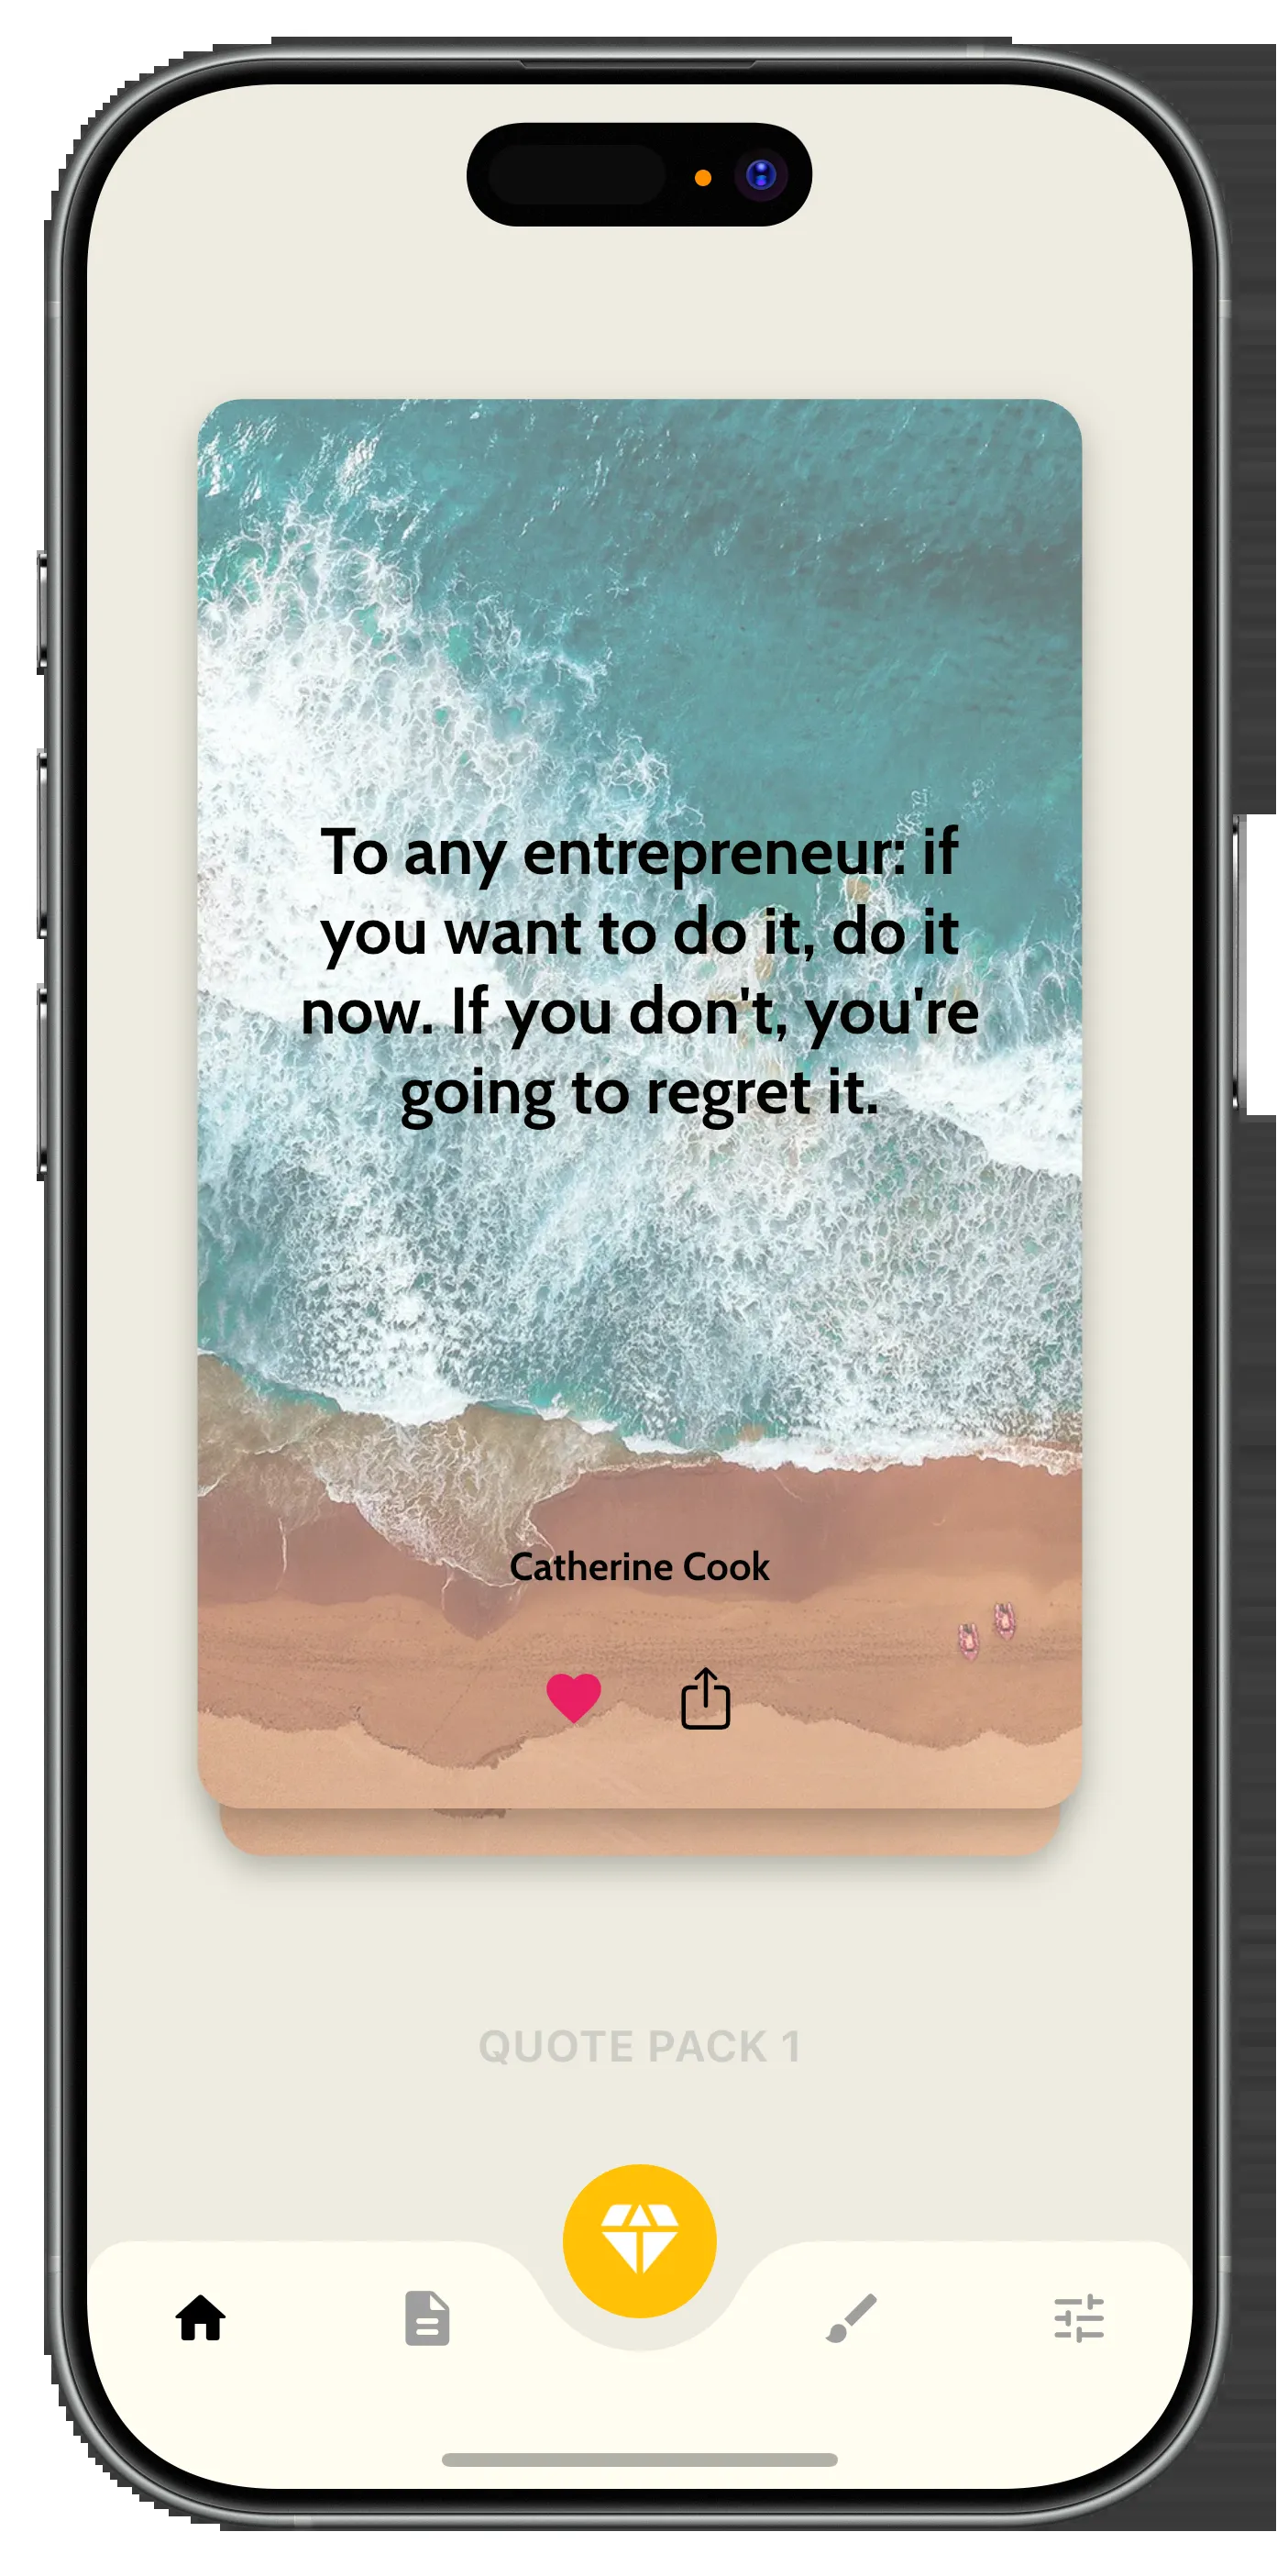 To any entrepreneur: if
you want to do it, do it
now. If you don't, you're
going to regret it.
Catherine Cook
QUOTE PACK 1